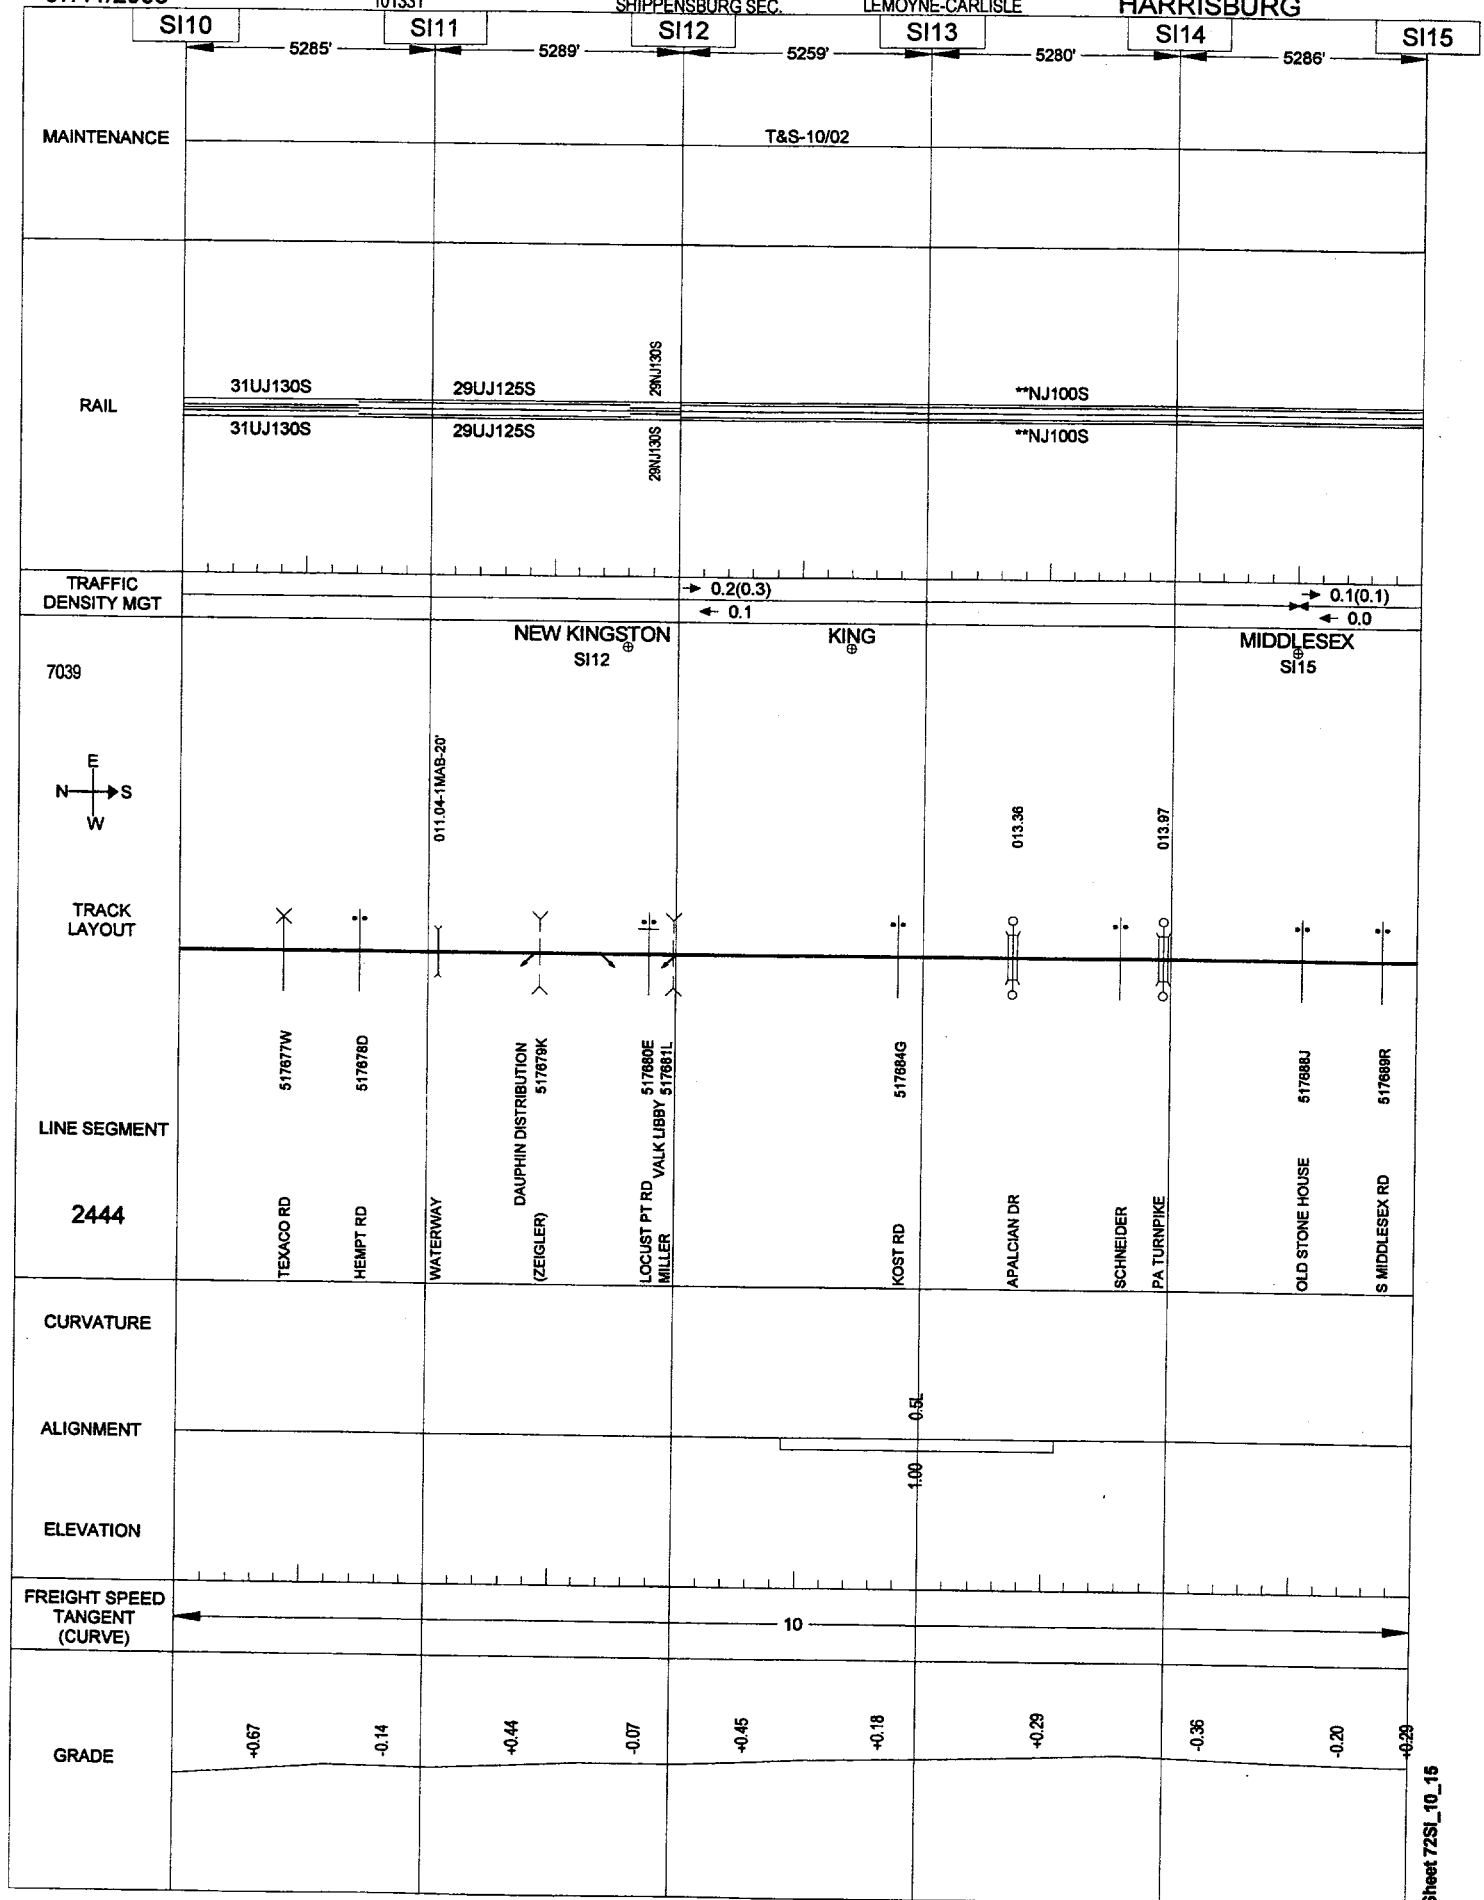 101331
SHIPPENSBURG SEC.
LEMOYNE-CARLISLE
HARRISBURG
SI10
SI11
SI12
SI13
SI14
SI15
5285'
5289'
5259'
5280'
5286'
MAINTENANCE
T&S-10/02
RAIL
31UJ130S
29UJ125S
29NJ130S
**NJ100S
31UJ130S
29UJ125S
29NJ130S
**NJ100S
TRAFFIC
DENSITY MGT
0.2(0.3)
0.1
0.1(0.1)
0.0
NEW KINGSTON
SI12
KING
MIDDLESEX
SI15
7039
E
N
S
W
011.04-1MAB-20'
013.36
013.97
TRACK
LAYOUT
517677W
517678D
DAUPHIN DISTRIBUTION
517679K
517680E
VALK LIBBY 517681L
517684G
517688J
517689R
LINE SEGMENT
2444
TEXACO RD
HEMPT RD
WATERWAY
(ZEIGLER)
LOCUST PT RD
MILLER
KOST RD
APALCIAN DR
SCHNEIDER
PA TURNPIKE
OLD STONE HOUSE
S MIDDLESEX RD
CURVATURE
ALIGNMENT
0.5L
1.00
ELEVATION
FREIGHT SPEED
TANGENT
(CURVE)
10
GRADE
+0.67
-0.14
+0.44
-0.07
+0.45
+0.18
+0.29
-0.36
-0.20
+0.29
Sheet 72SI_10_15